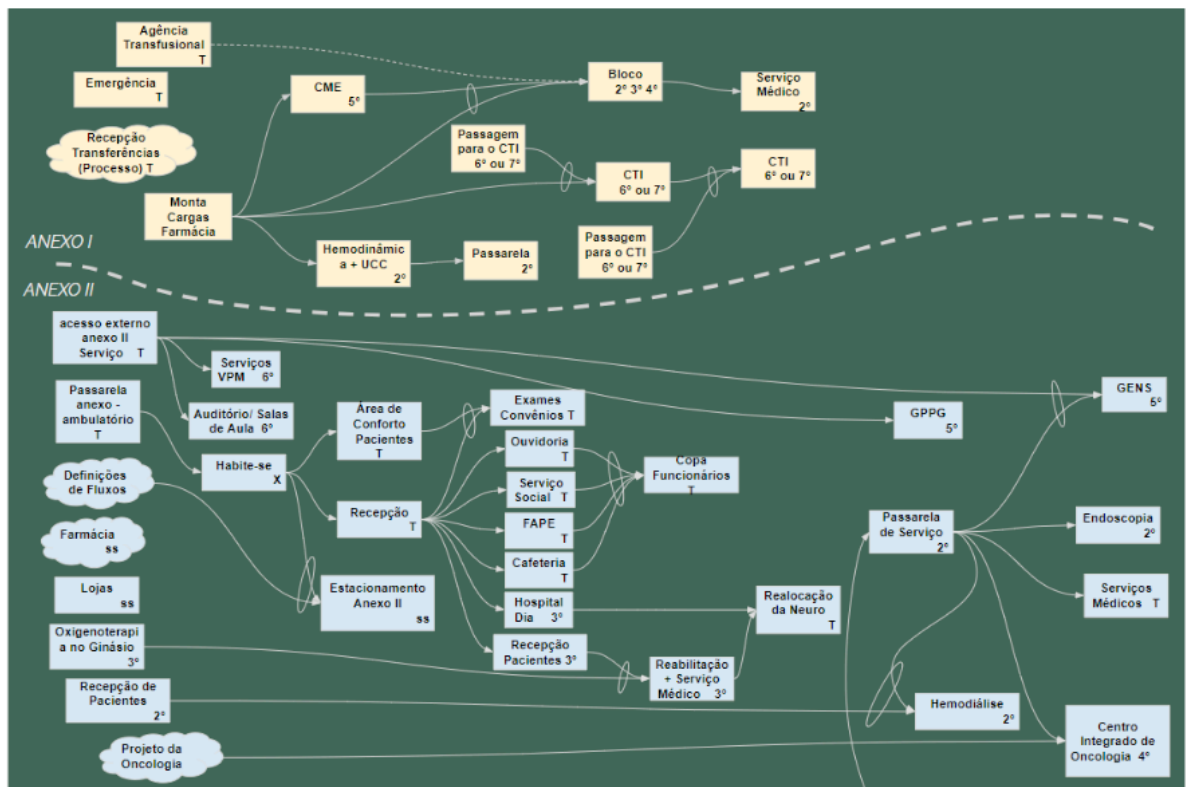 Agência
Transfusional
T
Emergência
T
CME
5º
Bloco
2º 3º 4º
Serviço
Médico
2º
Recepção
Transferências
(Processo) T
Passagem
para o CTI
6º ou 7º
CTI
6º ou 7º
CTI
6º ou 7º
Monta
Cargas
Farmácia
Hemodinâmic
a + UCC
2º
Passarela
2º
Passagem
para o CTI
6º ou 7º
ANEXO I
ANEXO II
acesso externo
anexo II
Serviço T
Serviços
VPM 6º
Passarela
anexo -
ambulatório
T
Auditório/ Salas
de Aula 6º
Área de
Conforto
Pacientes
T
Exames
Convênios T
GPPG
5º
GENS
5º
Definições
de Fluxos
Habite-se
X
Ouvidoria
T
Copa
Funcionários
T
Serviço
Social T
Recepção
T
FAPE
T
Farmácia
ss
Cafeteria
T
Passarela
de Serviço
2º
Endoscopia
2º
Lojas
ss
Estacionamento
Anexo II
ss
Hospital
Dia 3º
Realocação
da Neuro
T
Serviços
Médicos T
Oxigenoterapi
a no Ginásio
3º
Recepção
Pacientes 3º
Reabilitação
+ Serviço
Médico 3º
Recepção de
Pacientes
2º
Hemodiálise
2º
Projeto da
Oncologia
Centro
Integrado de
Oncologia 4º